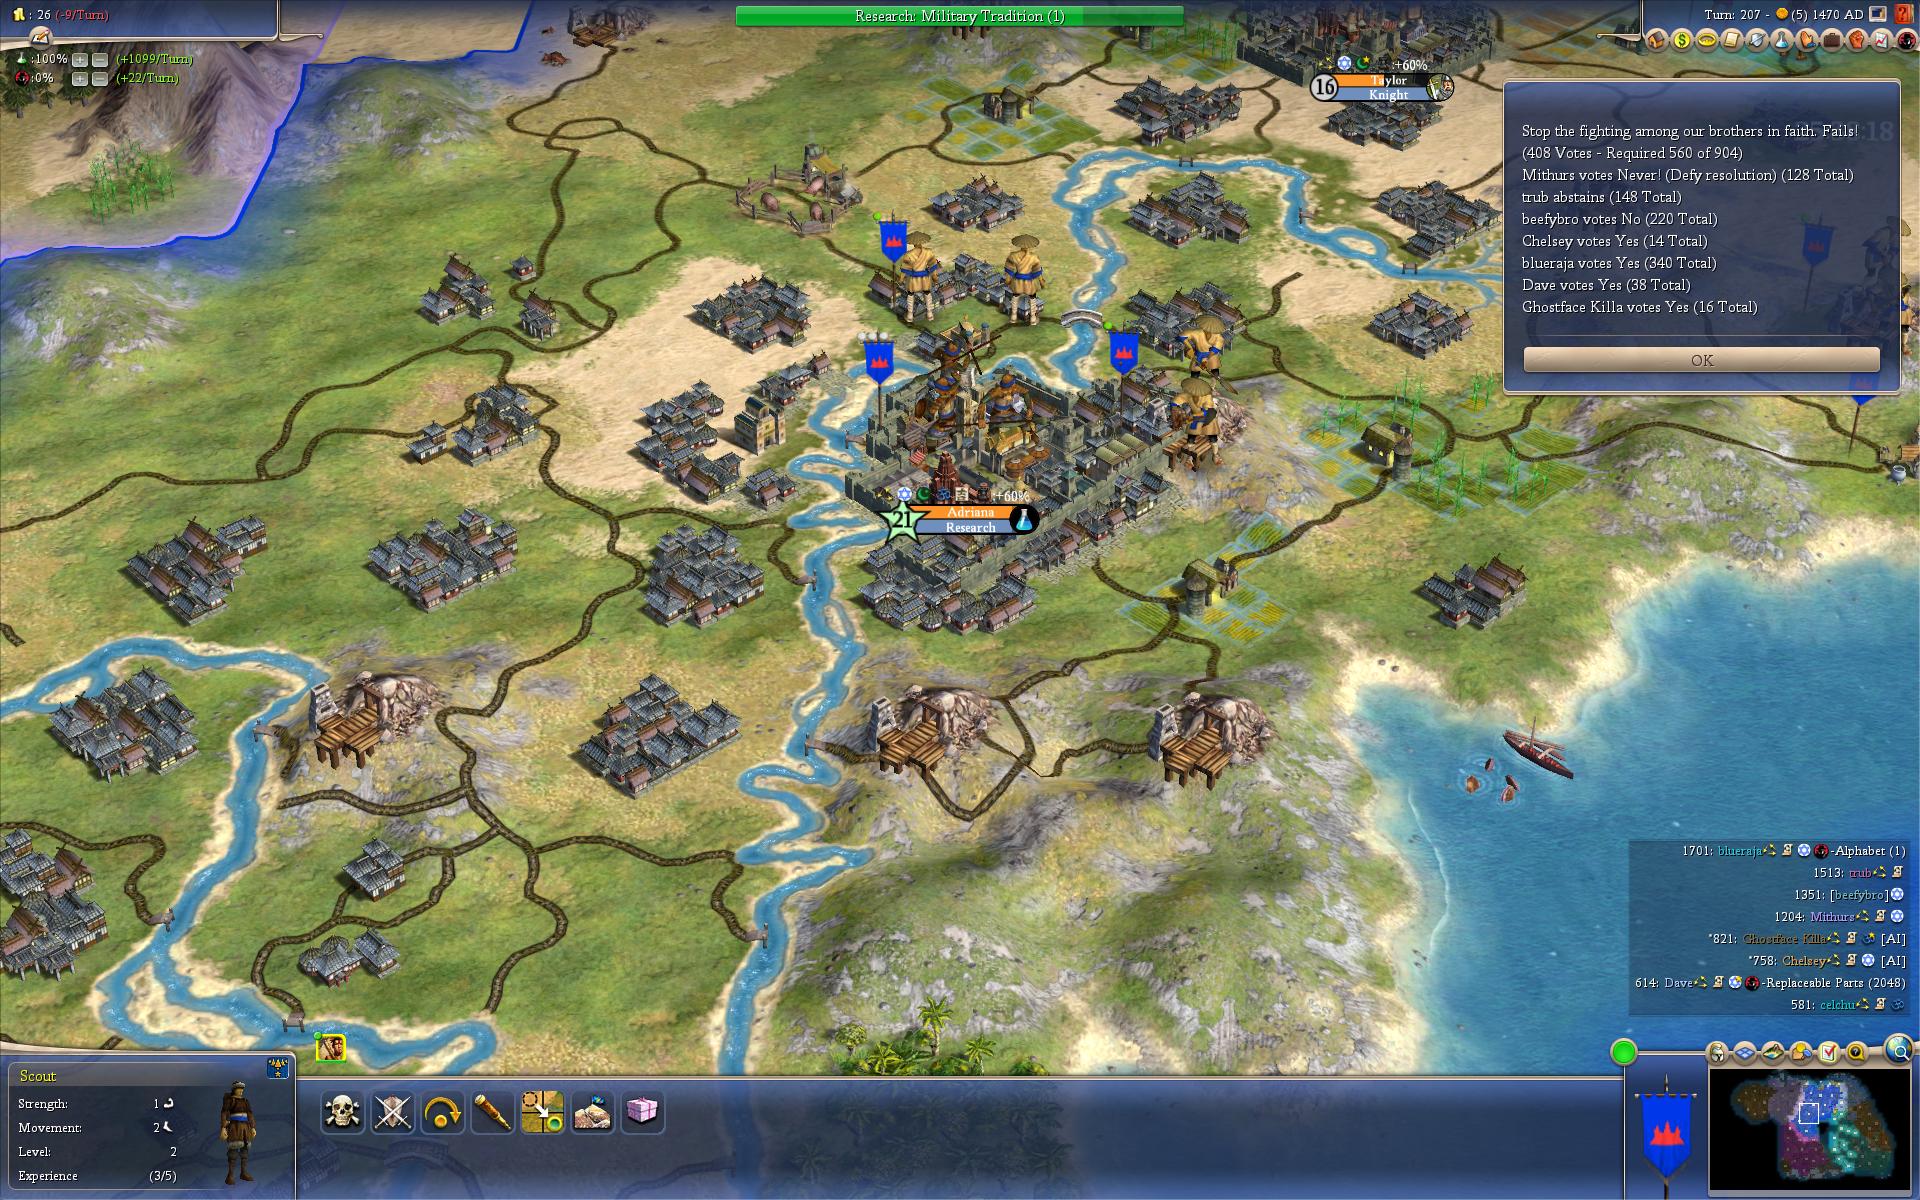 : 26 (-9/Turn)
Research: Military Tradition (1)
Turn: 207 - (5) 1470 AD
:100% (+1099/Turn)
:0% (+22/Turn)
:+60%
16 Taylor
Knight
Stop the fighting among our brothers in faith. Fails!
(408 Votes - Required 560 of 904)
Mithurs votes Never! (Defy resolution) (128 Total)
trub abstains (148 Total)
beefybro votes No (220 Total)
Chelsey votes Yes (14 Total)
blueraja votes Yes (340 Total)
Dave votes Yes (38 Total)
Ghostface Killa votes Yes (16 Total)
OK
:+60%
21 Adriana
Research
1701: blueraja -Alphabet (1)
1513: trub
1351: [beefybro]
1204: Mithurs
*821: Ghostface Killa [AI]
*758: Chelsey [AI]
614: Dave -Replaceable Parts (2048)
581: celchu
Scout
Strength: 1
Movement: 2
Level: 2
Experience (3/5)